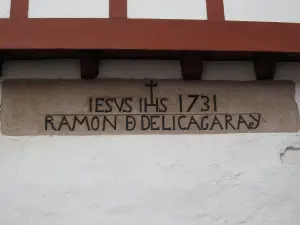 IESVS IHS 1731
RAMON Đ DELICAGARAY